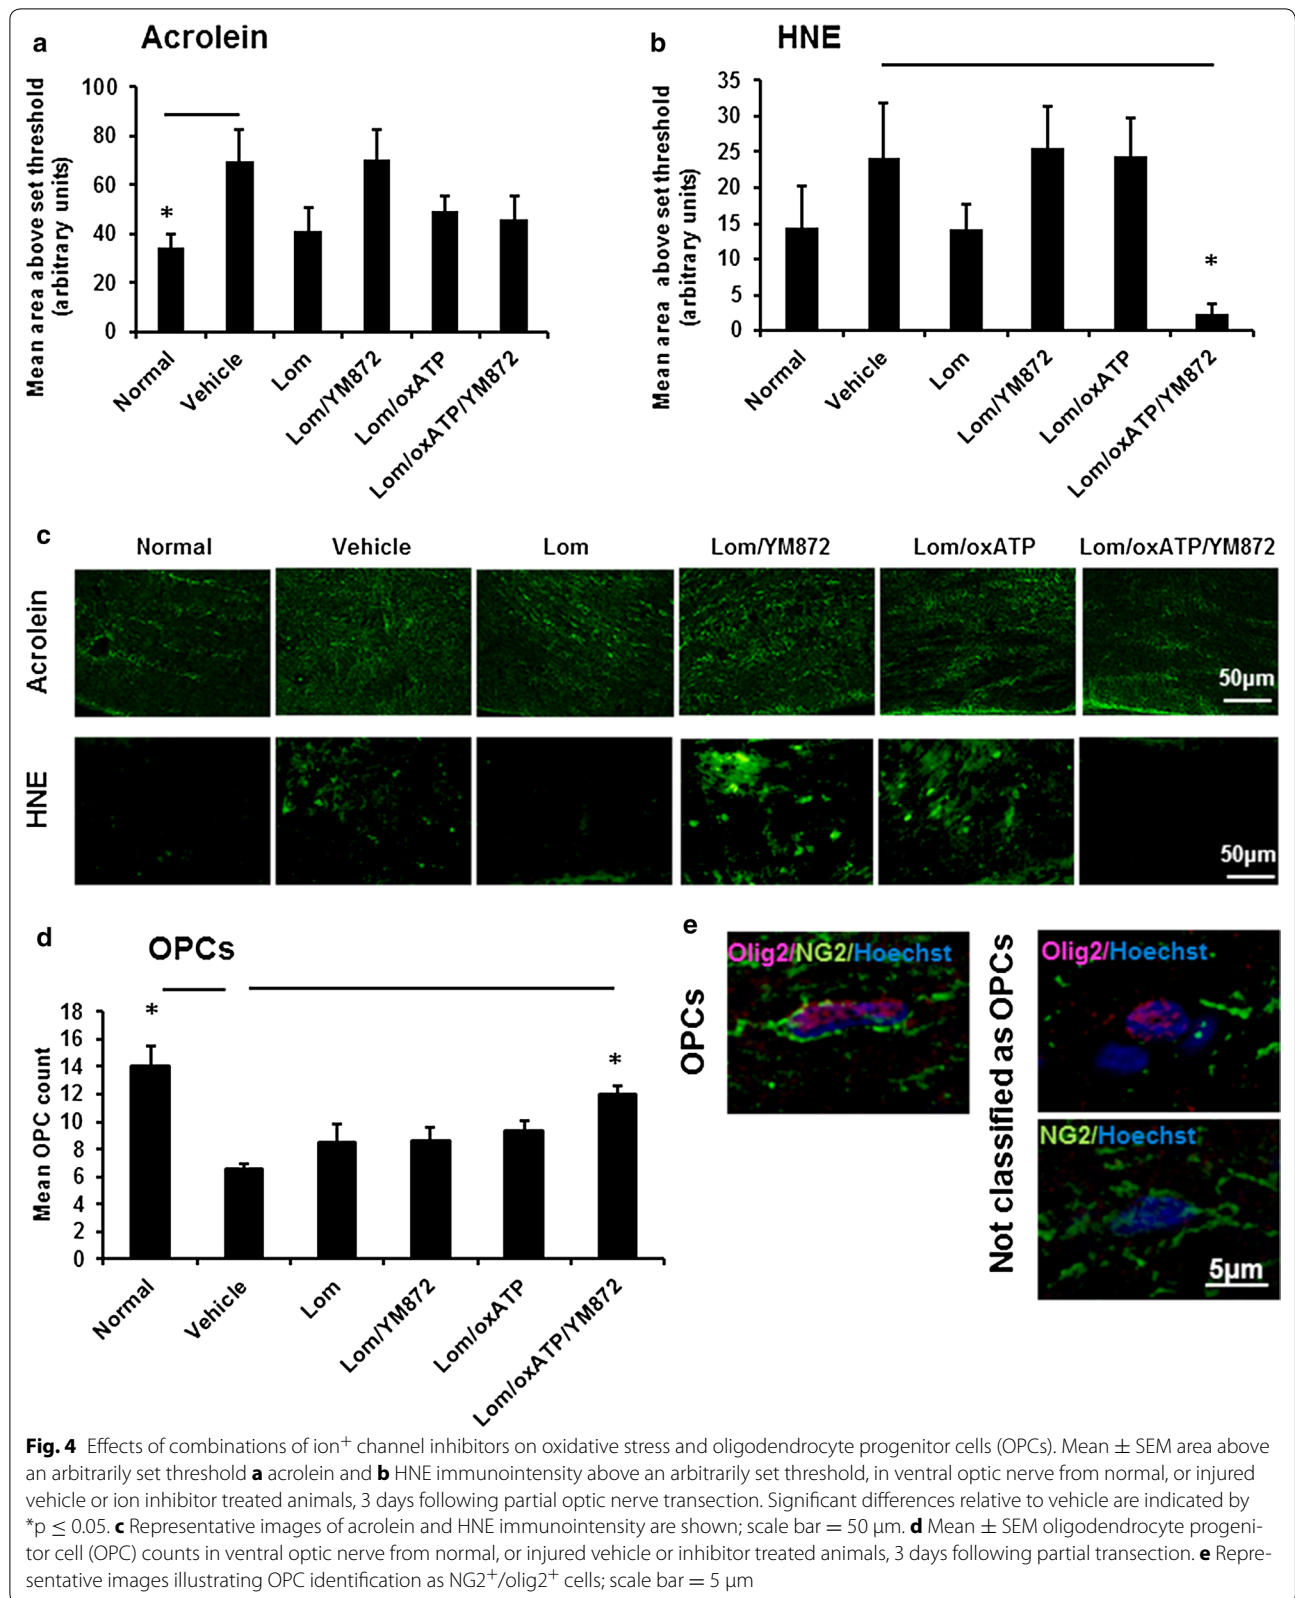 a
Acrolein
Mean area above set threshold
(arbitrary units)
100
80
60
40
20
0
*
Normal
Vehicle
Lom
Lom/YM872
Lom/oxATP
Lom/oxATP/YM872
b
HNE
Mean area above set threshold
(arbitrary units)
35
30
25
20
15
10
5
0
*
Normal
Vehicle
Lom
Lom/YM872
Lom/oxATP
Lom/oxATP/YM872
c
Normal
Vehicle
Lom
Lom/YM872
Lom/oxATP
Lom/oxATP/YM872
Acrolein
50µm
HNE
50µm
d
OPCs
Mean OPC count
18
16
14
12
10
8
6
4
2
0
*
*
Normal
Vehicle
Lom
Lom/YM872
Lom/oxATP
Lom/oxATP/YM872
e
OPCs
Olig2/NG2/Hoechst
Not classified as OPCs
Olig2/Hoechst
NG2/Hoechst
5µm
Fig. 4 Effects of combinations of ion⁺ channel inhibitors on oxidative stress and oligodendrocyte progenitor cells (OPCs). Mean ± SEM area above
an arbitrarily set threshold a acrolein and b HNE immunointensity above an arbitrarily set threshold, in ventral optic nerve from normal, or injured
vehicle or ion inhibitor treated animals, 3 days following partial optic nerve transection. Significant differences relative to vehicle are indicated by
*p ≤ 0.05. c Representative images of acrolein and HNE immunointensity are shown; scale bar = 50 µm. d Mean ± SEM oligodendrocyte progeni-
tor cell (OPC) counts in ventral optic nerve from normal, or injured vehicle or inhibitor treated animals, 3 days following partial transection. e Repre-
sentative images illustrating OPC identification as NG2⁺/olig2⁺ cells; scale bar = 5 µm